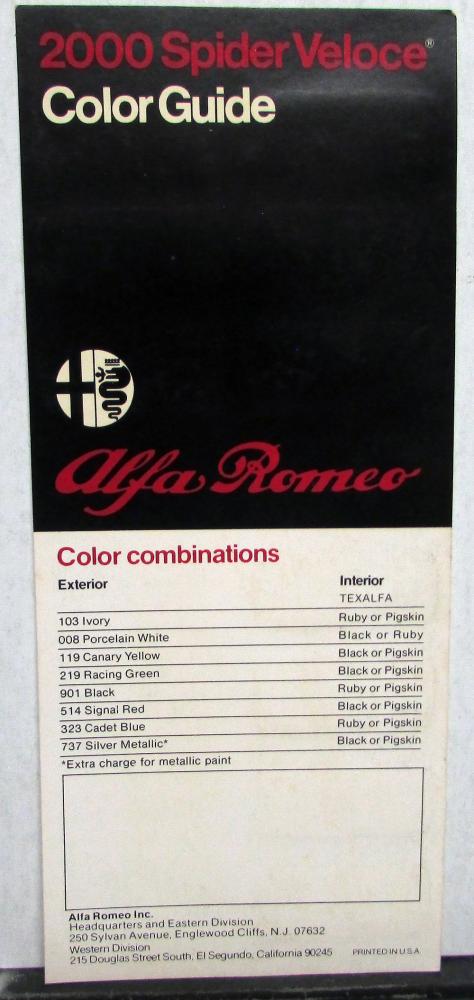 2000 Spider Veloce®
Color Guide
Alfa Romeo
Color combinations
Exterior Interior
TEXALFA
103 Ivory Ruby or Pigskin
008 Porcelain White Black or Ruby
119 Canary Yellow Black or Pigskin
219 Racing Green Black or Pigskin
901 Black Ruby or Pigskin
514 Signal Red Black or Pigskin
323 Cadet Blue Ruby or Pigskin
737 Silver Metallic* Black or Pigskin
*Extra charge for metallic paint
Alfa Romeo Inc.
Headquarters and Eastern Division
250 Sylvan Avenue, Englewood Cliffs, N.J. 07632
Western Division
215 Douglas Street South, El Segundo, California 90245 PRINTED IN U.S.A.